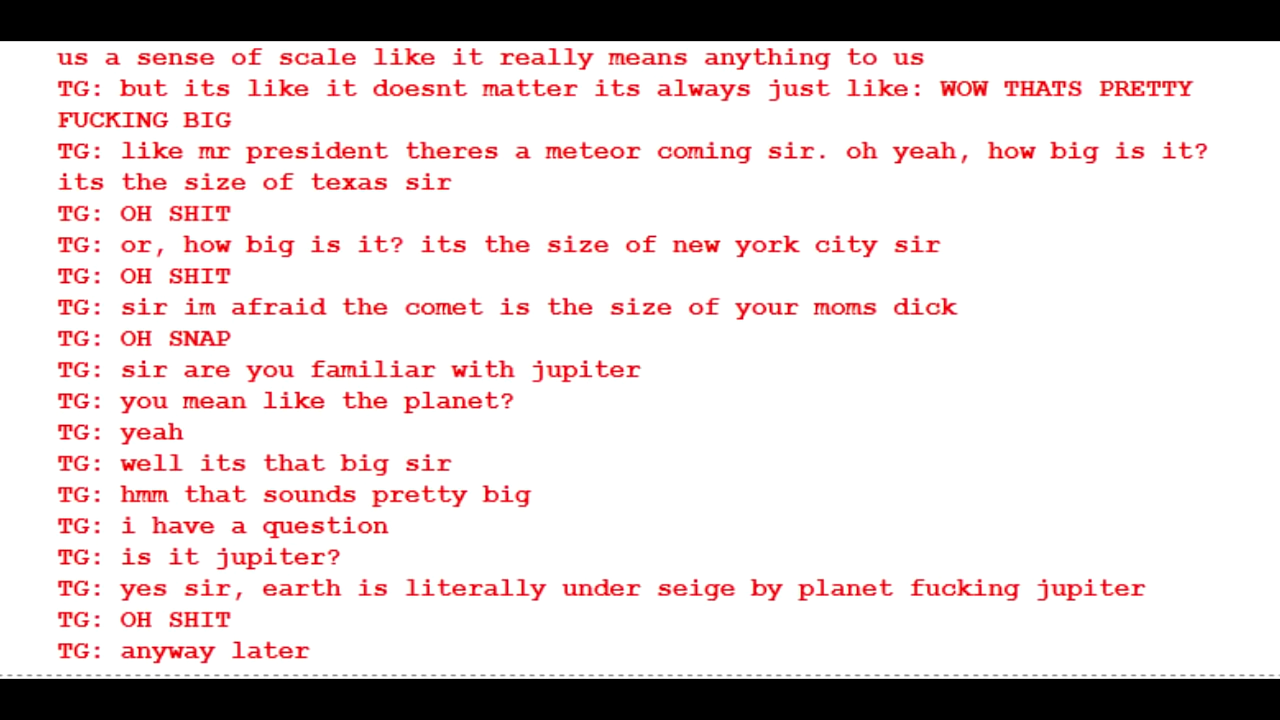 us a sense of scale like it really means anything to us
TG: but its like it doesnt matter its always just like: WOW THATS PRETTY
FUCKING BIG
TG: like mr president theres a meteor coming sir. oh yeah, how big is it?
its the size of texas sir
TG: OH SHIT
TG: or, how big is it? its the size of new york city sir
TG: OH SHIT
TG: sir im afraid the comet is the size of your moms dick
TG: OH SNAP
TG: sir are you familiar with jupiter
TG: you mean like the planet?
TG: yeah
TG: well its that big sir
TG: hmm that sounds pretty big
TG: i have a question
TG: is it jupiter?
TG: yes sir, earth is literally under seige by planet fucking jupiter
TG: OH SHIT
TG: anyway later